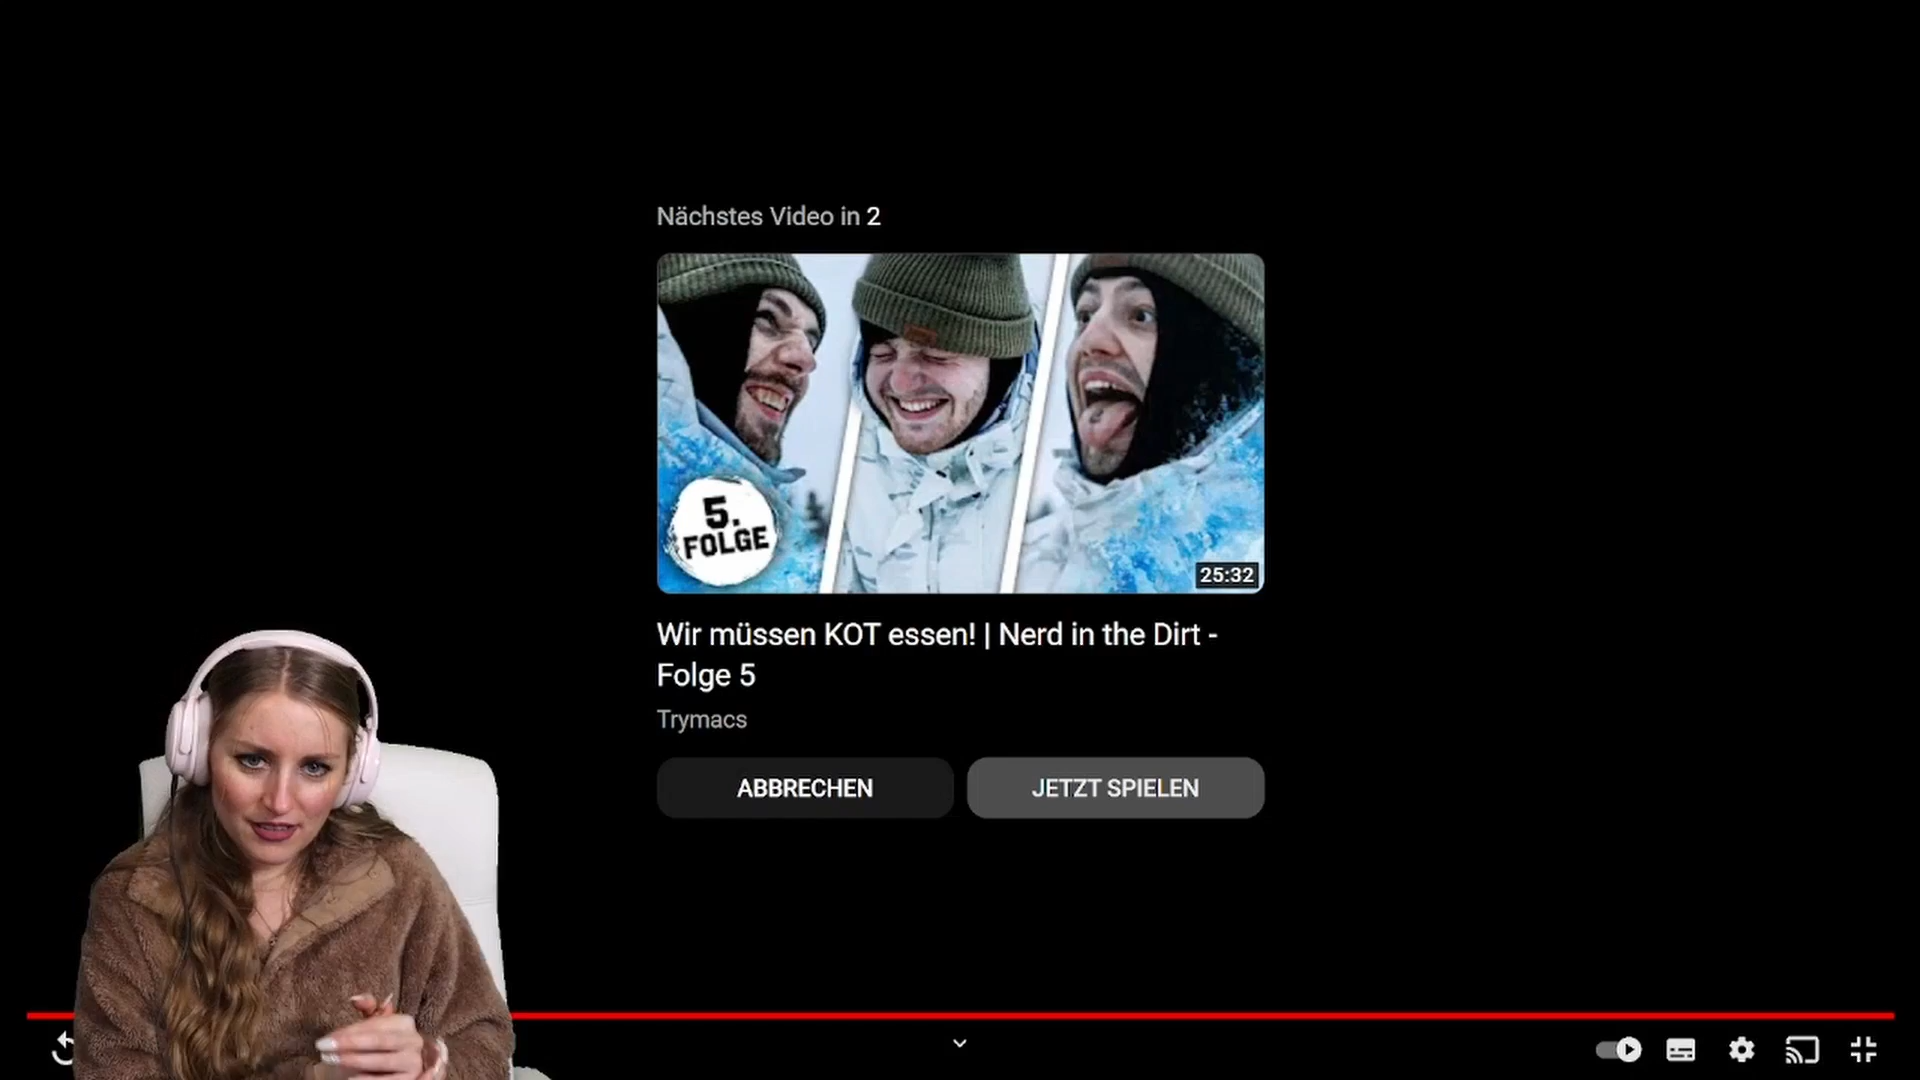 Nächstes Video in 2
5.
FOLGE
25:32
Wir müssen KOT essen! | Nerd in the Dirt -
Folge 5
Trymacs
ABBRECHEN
JETZT SPIELEN